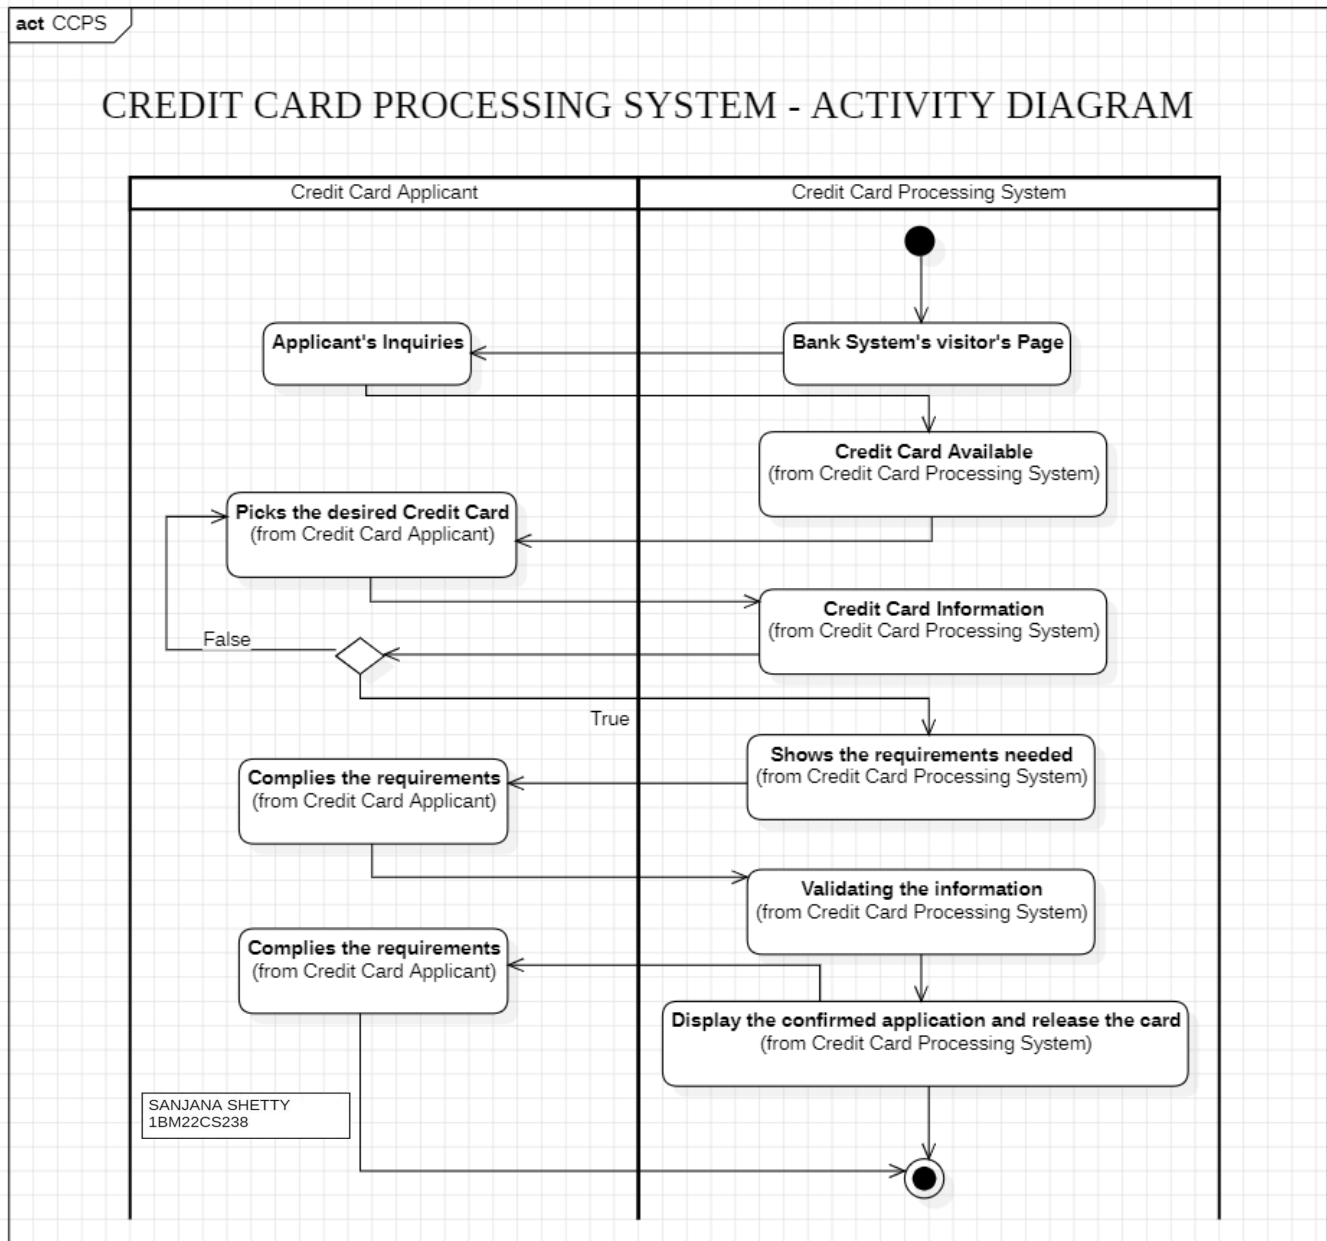 act CCPS
CREDIT CARD PROCESSING SYSTEM - ACTIVITY DIAGRAM
Credit Card Applicant
Credit Card Processing System
Applicant's Inquiries
Bank System's visitor's Page
Credit Card Available
(from Credit Card Processing System)
Picks the desired Credit Card
(from Credit Card Applicant)
Credit Card Information
(from Credit Card Processing System)
False
True
Shows the requirements needed
(from Credit Card Processing System)
Complies the requirements
(from Credit Card Applicant)
Validating the information
(from Credit Card Processing System)
Complies the requirements
(from Credit Card Applicant)
Display the confirmed application and release the card
(from Credit Card Processing System)
SANJANA SHETTY
1BM22CS238